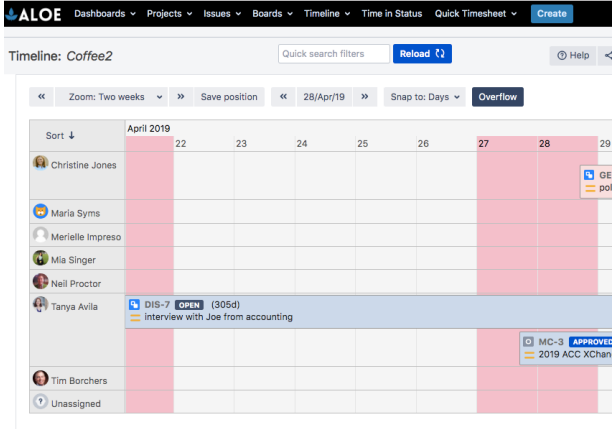 ALOE Dashboards Projects Issues Boards Timeline Time in Status Quick Timesheet Create
Timeline: Coffee2 Quick search filters Reload Help
Zoom: Two weeks Save position 28/Apr/19 Snap to: Days Overflow
Sort April 2019
22 23 24 25 26 27 28 29
Christine Jones
GE
pol
Maria Syms
Merielle Impreso
Mia Singer
Neil Proctor
Tanya Avila
DIS-7 OPEN (305d)
interview with Joe from accounting
MC-3 APPROVED
2019 ACC XChan
Tim Borchers
Unassigned